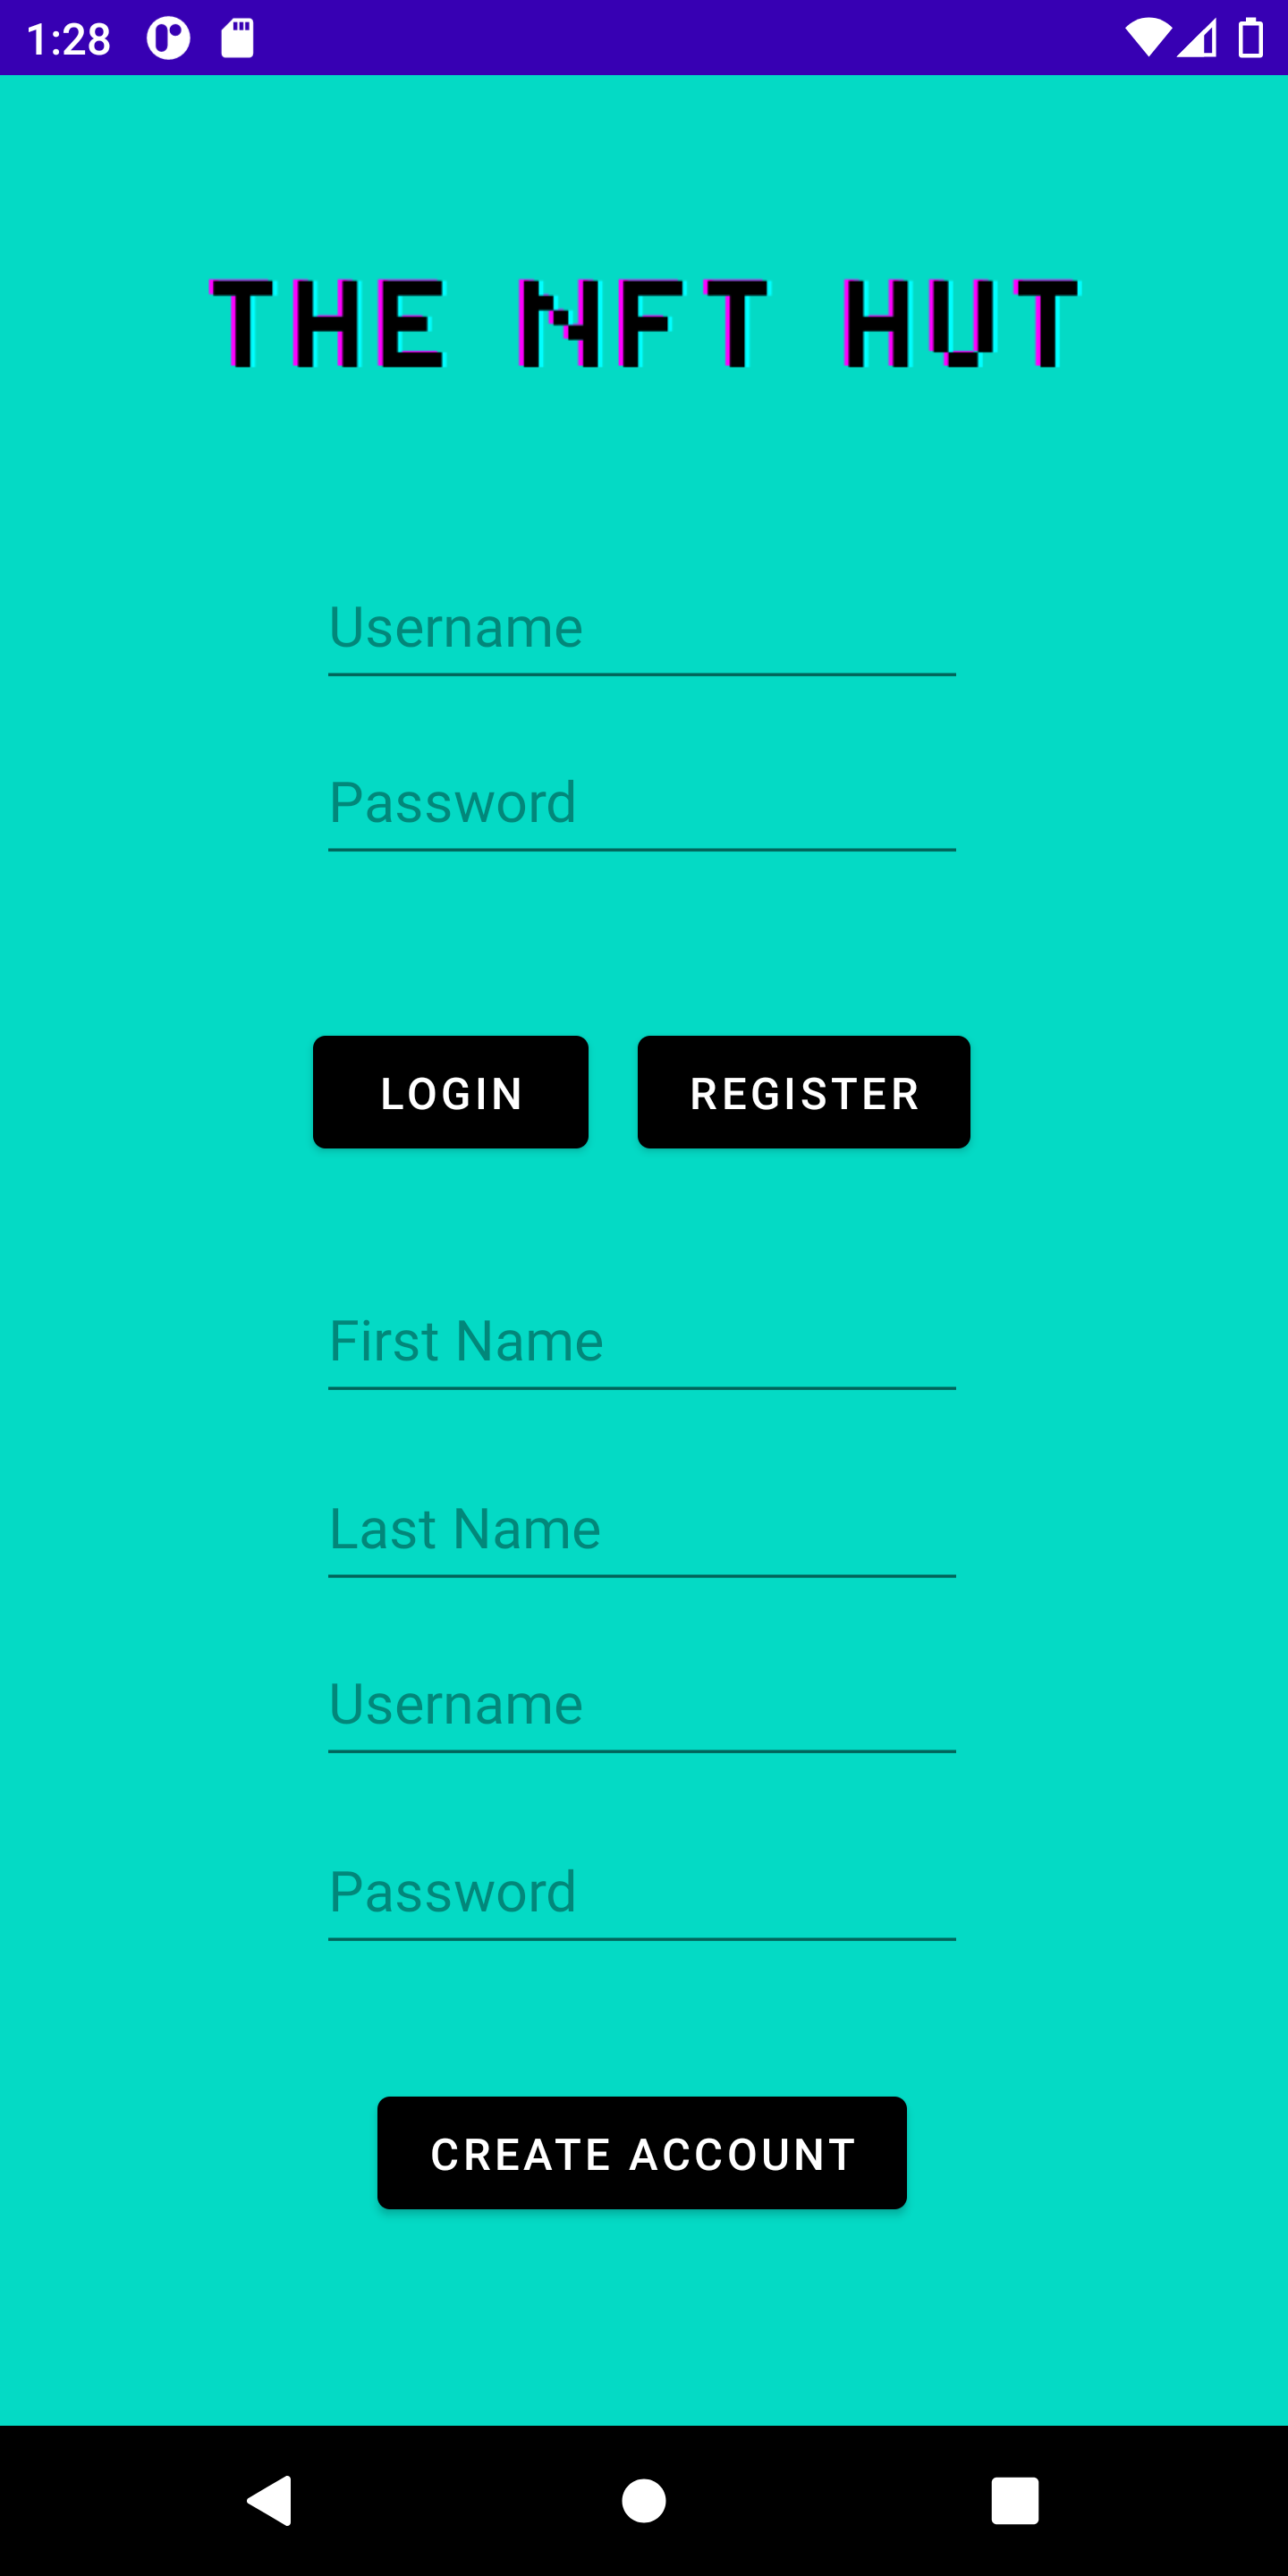 1:28
THE NFT HUT
Username
Password
LOGIN REGISTER
First Name
Last Name
Username
Password
CREATE ACCOUNT